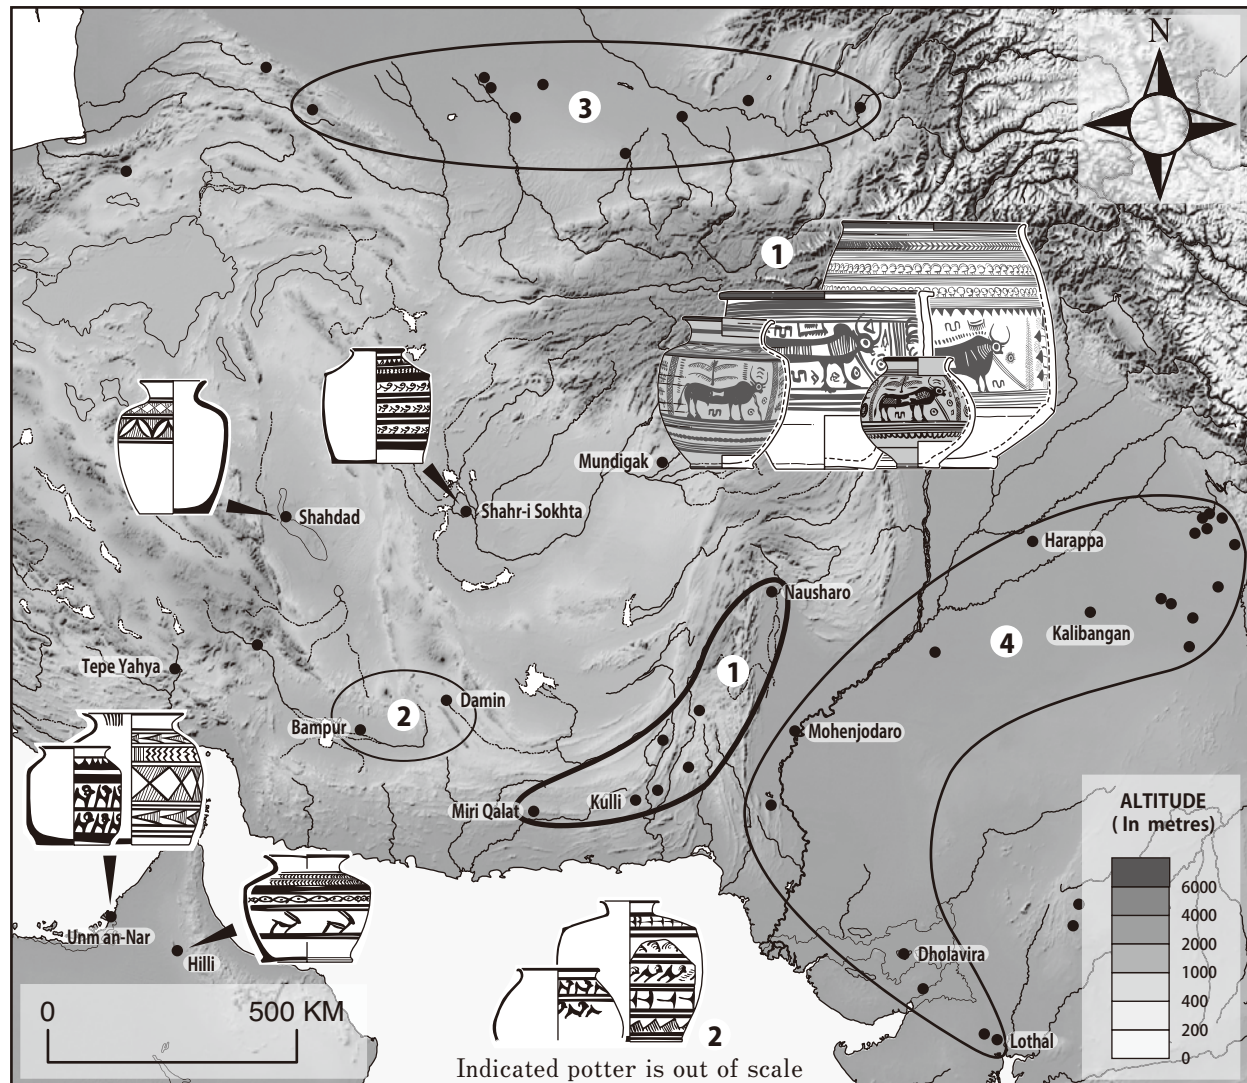 N
3
1
Mundigak
Shahr-i Sokhta
Shahdad
Harappa
Nausharo
Kalibangan
4
1
Tepe Yahya
Damin
2
Bampur
Mohenjodaro
Miri Qalat
Kulli
ALTITUDE
( In metres)
6000
4000
2000
1000
400
200
0
Unm an-Nar
Hilli
Dholavira
0 500 KM
2
Lothal
Indicated potter is out of scale